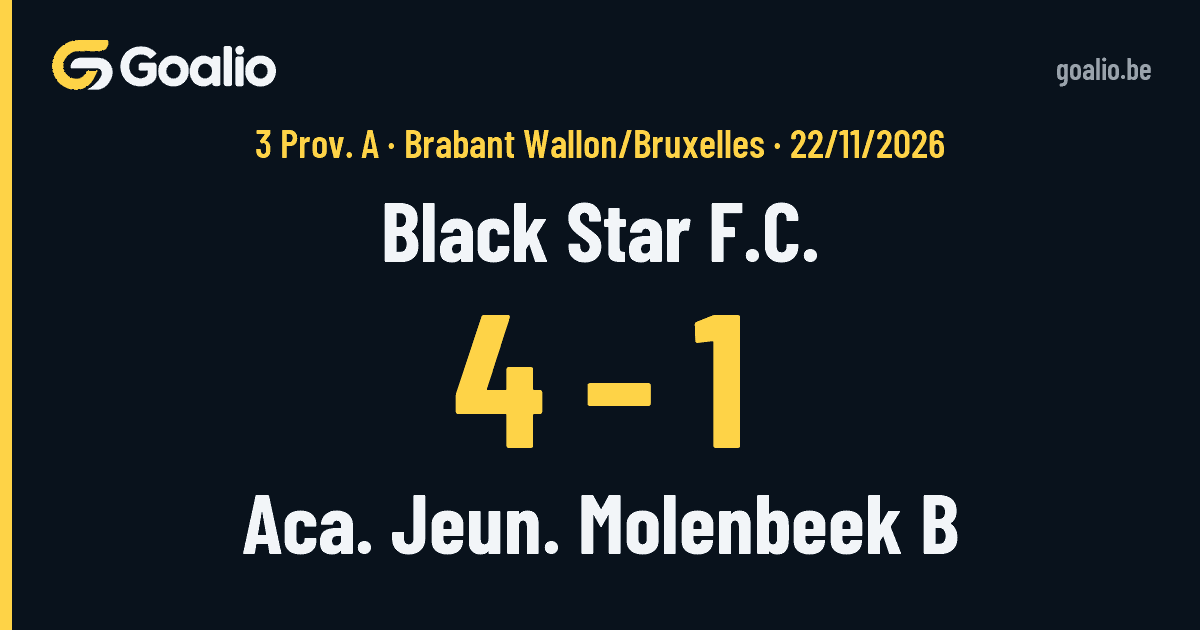 Goalio
goalio.be
3 Prov. A · Brabant Wallon/Bruxelles · 22/11/2026
Black Star F.C.
4 – 1
Aca. Jeun. Molenbeek B